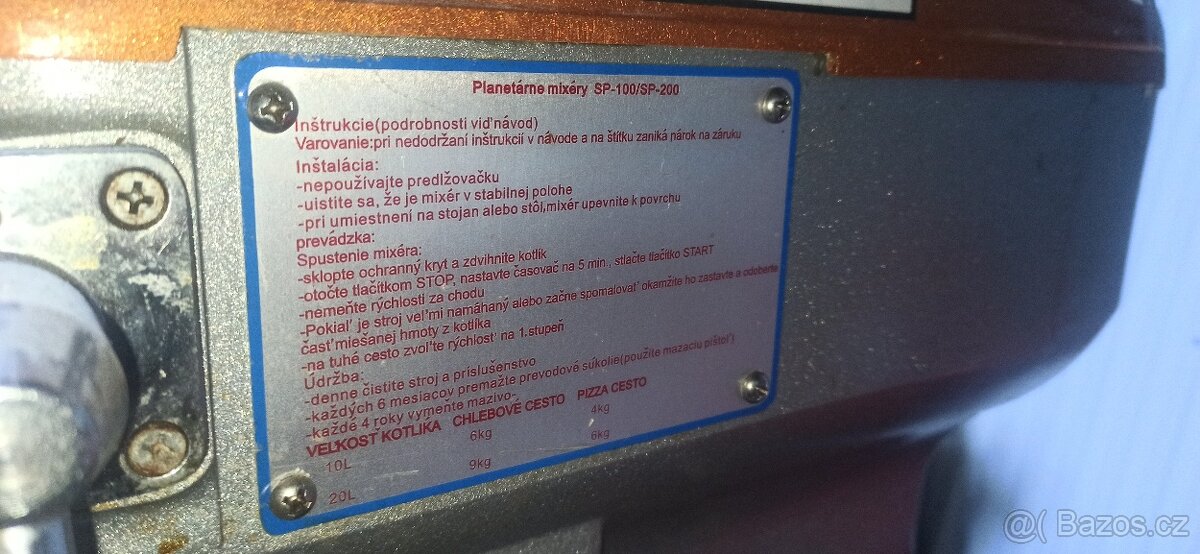 Planetárne mixéry SP-100/SP-200
Inštrukcie(podrobnosti viď návod)
Varovanie:pri nedodržaní inštrukcií v návode a na štítku zaniká nárok na záruku
Inštalácia:
-nepoužívajte predlžovačku
-uistite sa, že je mixér v stabilnej polohe
-pri umiestnení na stojan alebo stôl,mixér upevnite k povrchu
prevádzka:
Spustenie mixéra:
-sklopte ochranný kryt a zdvihnite kotlík
-otočte tlačítkom STOP, nastavte časovač na 5 min., stlačte tlačítko START
-nemeňte rýchlosti za chodu
-Pokiaľ je stroj veľmi namáhaný alebo začne spomalovať okamžite ho zastavte a odoberte
časť miešanej hmoty z kotlíka
-na tuhé cesto zvoľte rýchlosť na 1.stupeň
Údržba:
-denne čistite stroj a príslušenstvo
-každých 6 mesiacov premažte prevodové súkolie(použite mazaciu pištoľ)
-každé 4 roky vymeňte mazivo-.
VEĽKOSŤ KOTLÍKA CHLEBOVÉ CESTO PIZZA CESTO
10L 6kg 4kg
20L 9kg 6kg
@( Bazos.cz